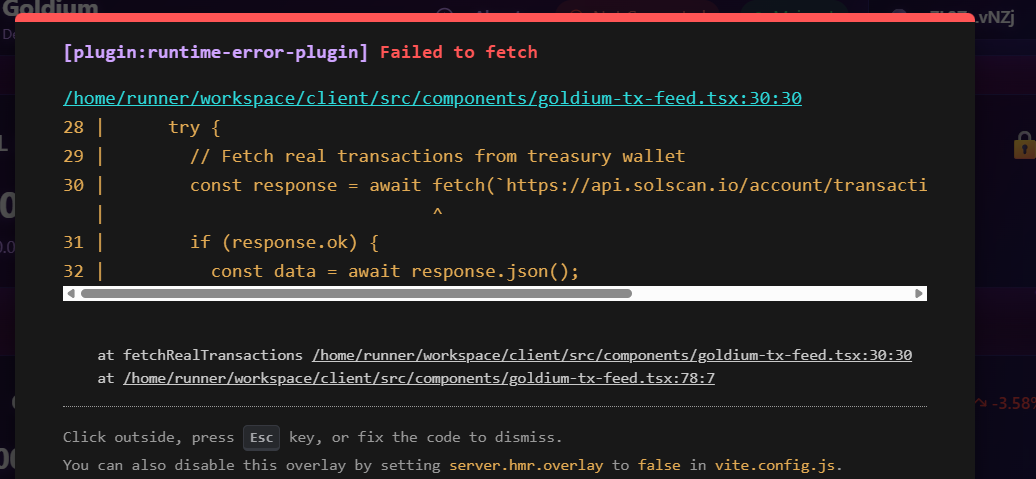 Goldium
vNZj
[plugin:runtime-error-plugin] Failed to fetch
/home/runner/workspace/client/src/components/goldium-tx-feed.tsx:30:30
28 | try {
29 | // Fetch real transactions from treasury wallet
30 | const response = await fetch(`https://api.solscan.io/account/transacti
| ^
31 | if (response.ok) {
32 | const data = await response.json();
at fetchRealTransactions /home/runner/workspace/client/src/components/goldium-tx-feed.tsx:30:30
at /home/runner/workspace/client/src/components/goldium-tx-feed.tsx:78:7
-3.58%
Click outside, press Esc key, or fix the code to dismiss.
You can also disable this overlay by setting server.hmr.overlay to false in vite.config.js.